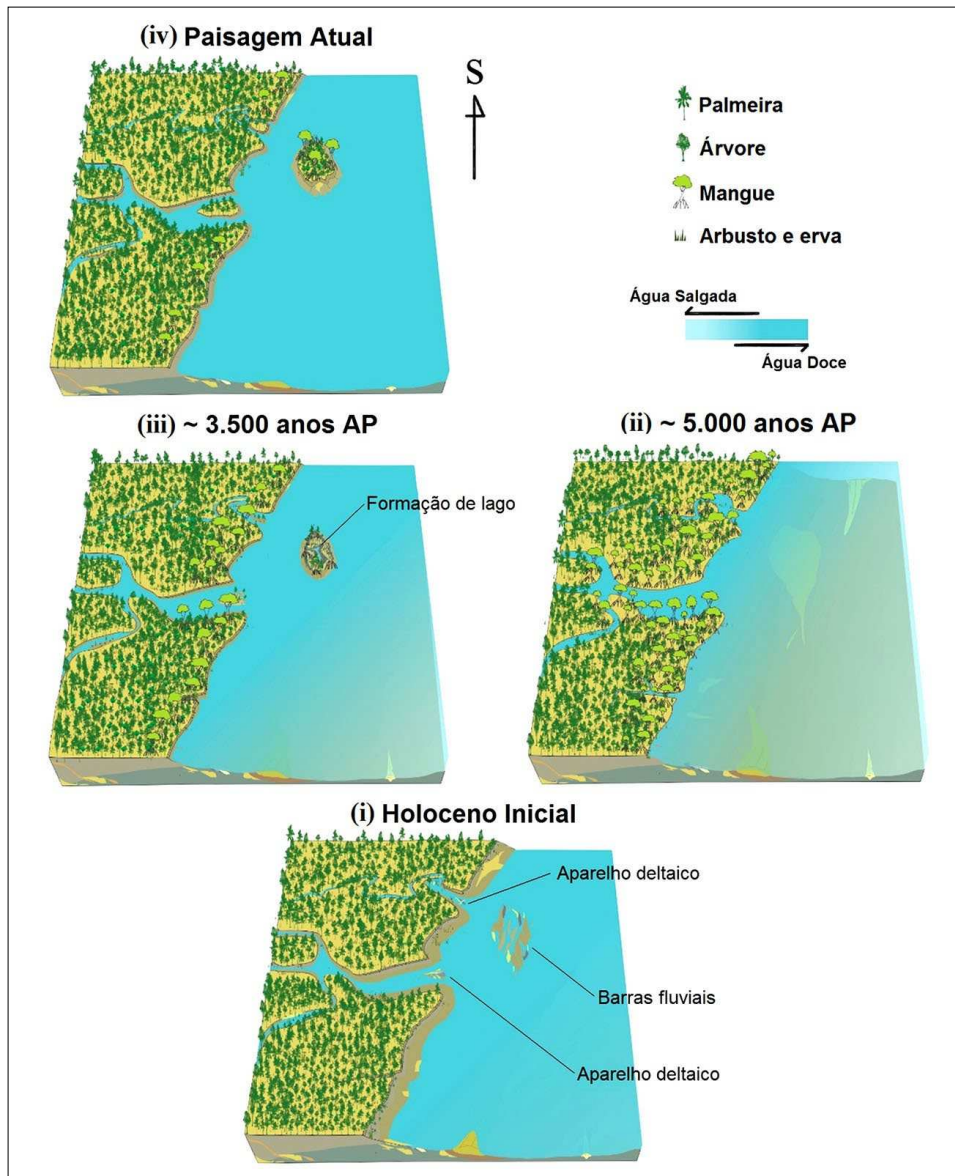 (iv) Paisagem Atual
S
Palmeira
Árvore
Mangue
Arbusto e erva
Água Salgada
Água Doce
(iii) ~ 3.500 anos AP
(ii) ~ 5.000 anos AP
Formação de lago
(i) Holoceno Inicial
Aparelho deltaico
Barras fluviais
Aparelho deltaico